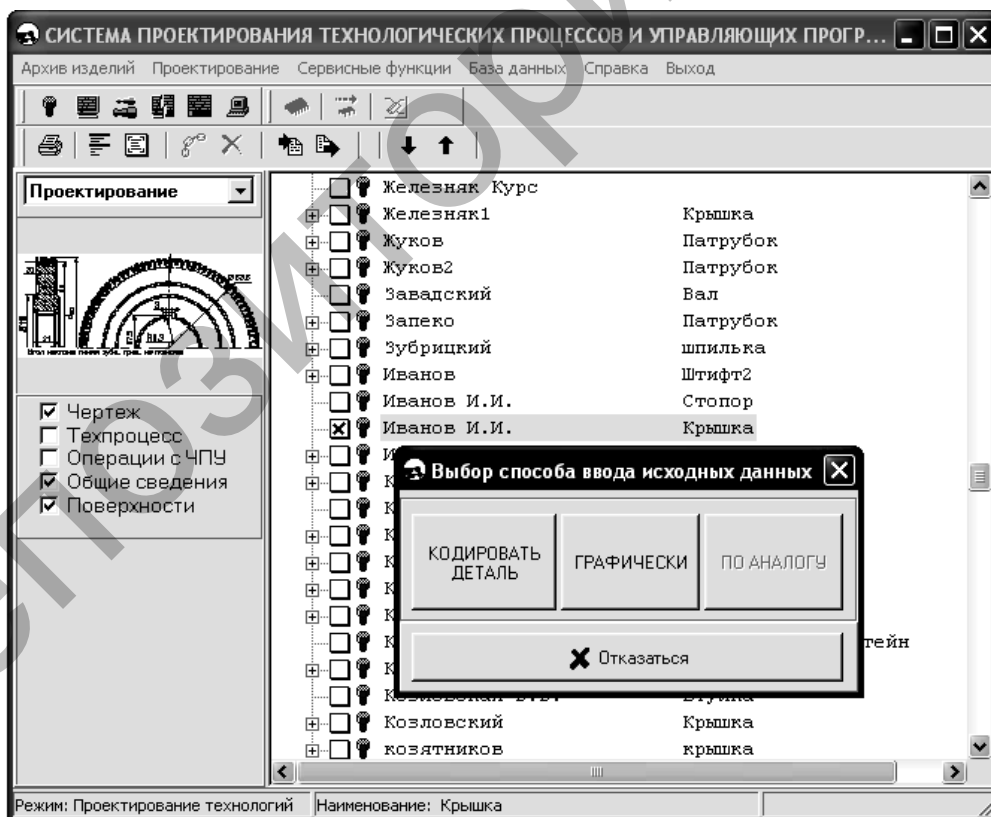 СИСТЕМА ПРОЕКТИРОВАНИЯ ТЕХНОЛОГИЧЕСКИХ ПРОЦЕССОВ И УПРАВЛЯЮЩИХ ПРОГР...
Архив изделий Проектирование Сервисные функции База данных Справка Выход
Проектирование
Чертеж
Техпроцесс
Операции с ЧПУ
Общие сведения
Поверхности
Железняк Курс
Железняк1 Крышка
Жуков Патрубок
Жуков2 Патрубок
Завадский Вал
Запеко Патрубок
Зубрицкий шпилька
Иванов Штифт2
Иванов И.И. Стопор
Иванов И.И. Крышка
Выбор способа ввода исходных данных
КОДИРОВАТЬ
ДЕТАЛЬ
ГРАФИЧЕСКИ
ПО АНАЛОГУ
Отказаться
тейн
Козловский Крышка
козятников крышка
Режим: Проектирование технологий Наименование: Крышка